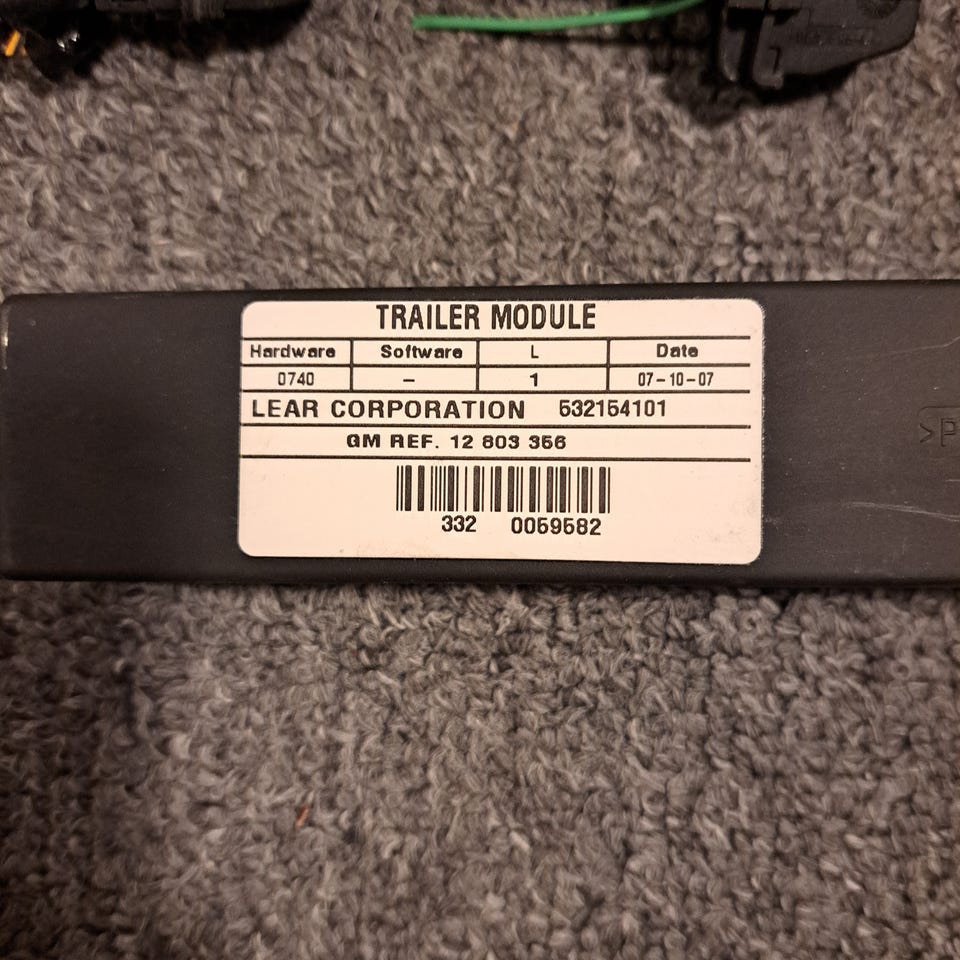 TRAILER MODULE
Hardware Software L Date
0740 – 1 07-10-07
LEAR CORPORATION 532154101
GM REF. 12 803 356
332 0059582
>P